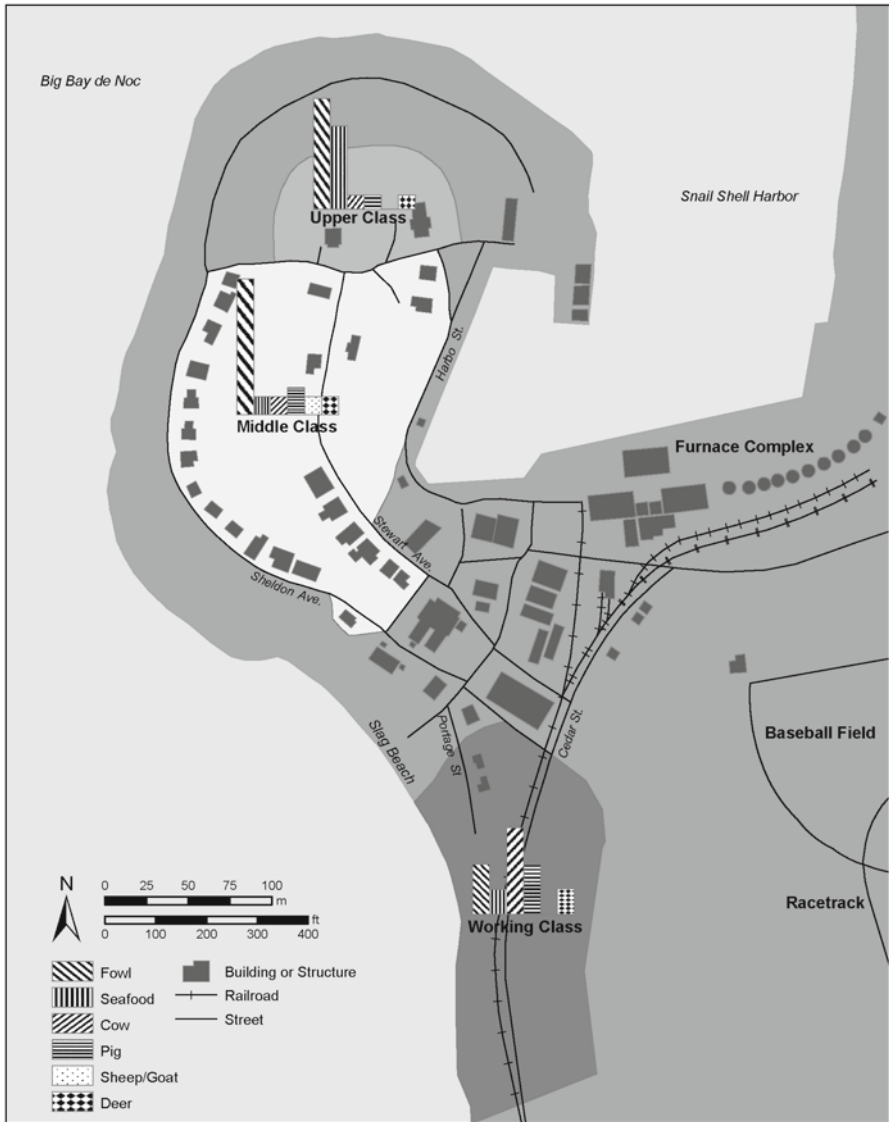 Big Bay de Noc
Snail Shell Harbor
Upper Class
Harbo St.
Middle Class
Furnace Complex
Stewart Ave.
Sheldon Ave.
Slag Beach
Portage St
Cedar St.
Baseball Field
Racetrack
Working Class
N
0 25 50 75 100
m
ft
0 100 200 300 400
Fowl
Seafood
Cow
Pig
Sheep/Goat
Deer
Building or Structure
Railroad
Street